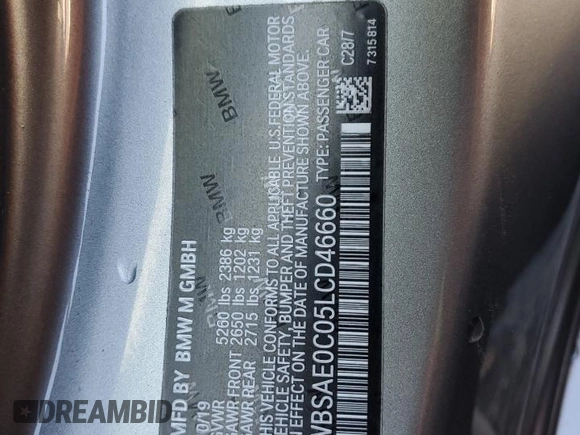 MFD BY BMW M GMBH
0/19
GVWR 5260 lbs 2386 kg
GAWR FRONT 2650 lbs 1202 kg
GAWR REAR 2715 lbs 1231 kg
THIS VEHICLE CONFORMS TO ALL APPLICABLE U.S. FEDERAL MOTOR
VEHICLE SAFETY, BUMPER AND THEFT PREVENTION STANDARDS
IN EFFECT ON THE DATE OF MANUFACTURE SHOWN ABOVE.
WBSAE0C05LCD46660 TYPE: PASSENGER CAR
C28/7
7315814
BMW
BMW
BMW
DREAMBID